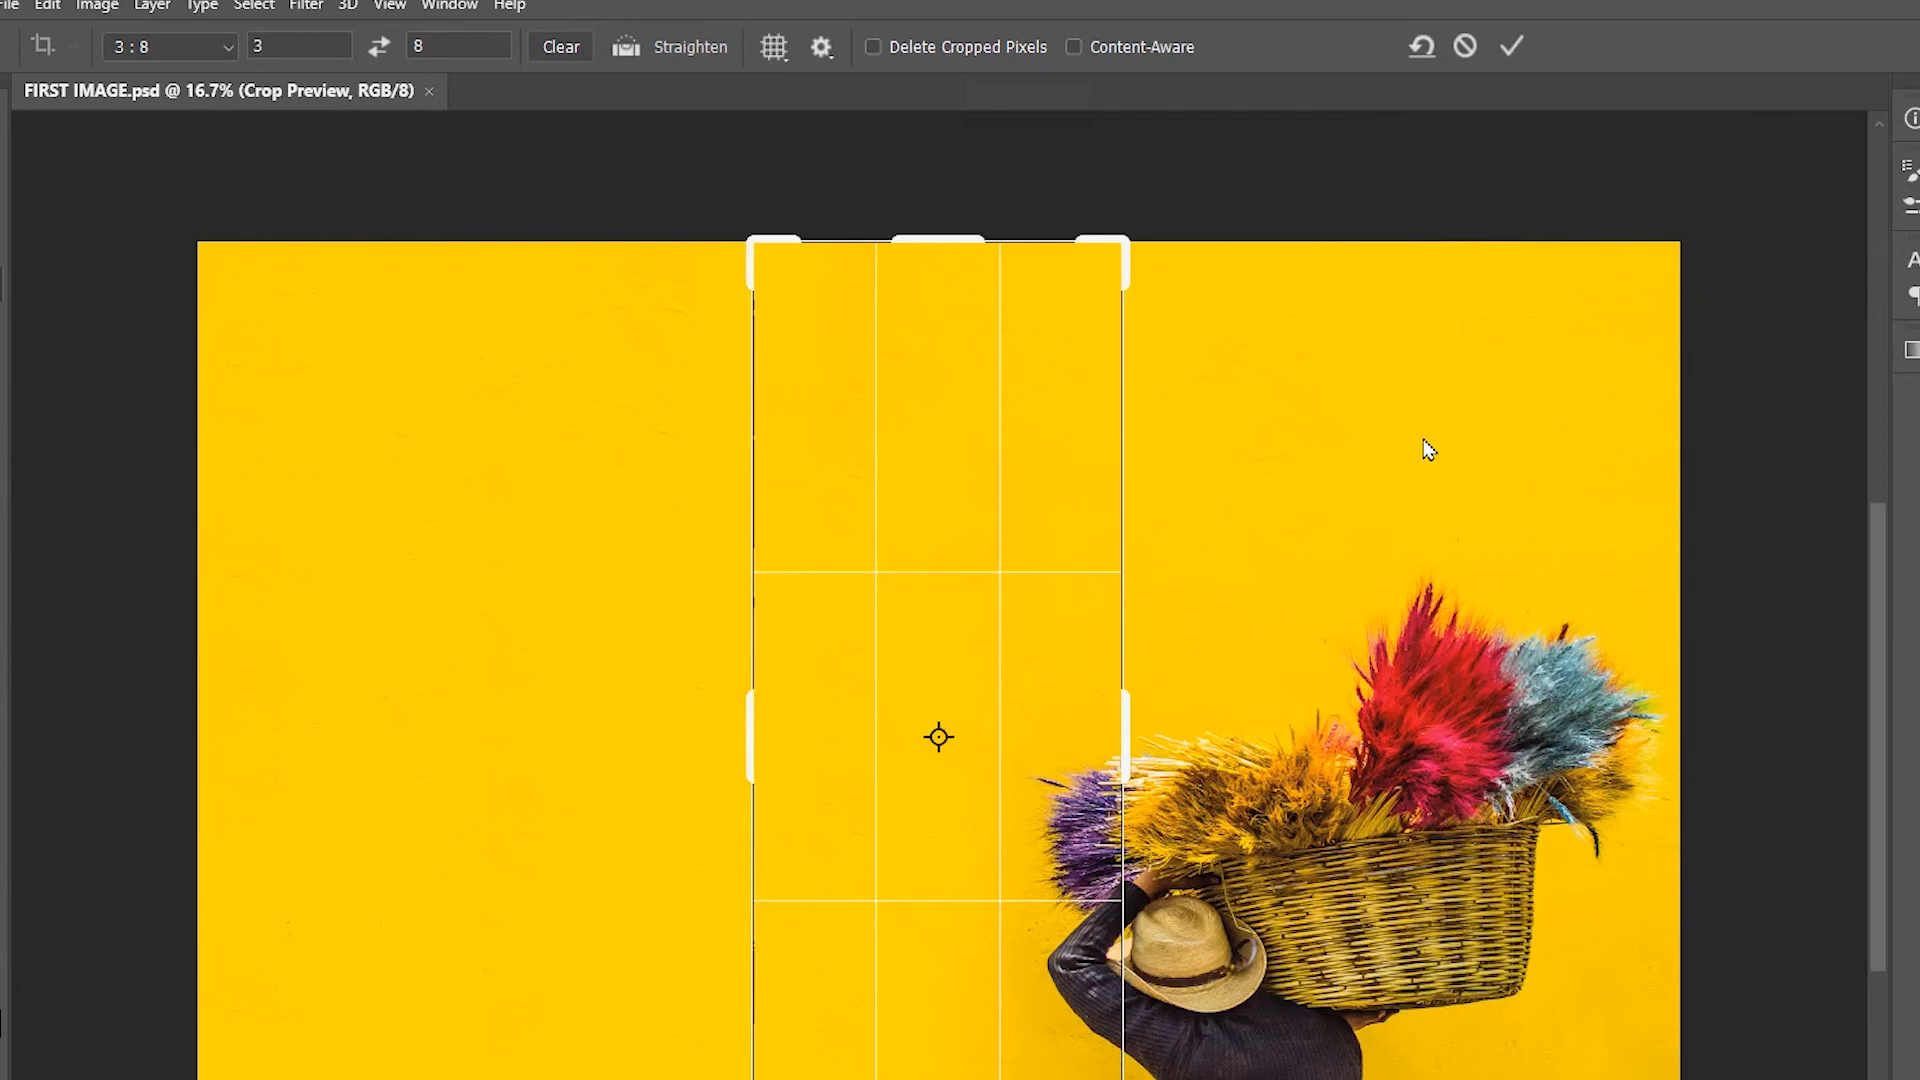 File Edit Image Layer Type Select Filter 3D View Window Help
3 : 8 3 8 Clear Straighten Delete Cropped Pixels Content-Aware
FIRST IMAGE.psd @ 16.7% (Crop Preview, RGB/8) ×